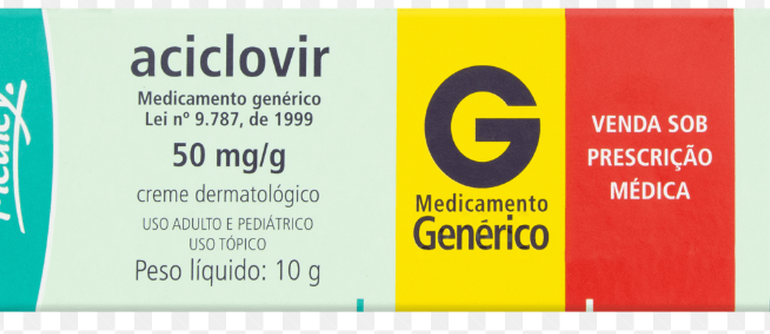 Medley.
aciclovir
Medicamento genérico
Lei nº 9.787, de 1999
50 mg/g
creme dermatológico
USO ADULTO E PEDIÁTRICO
USO TÓPICO
Peso líquido: 10 g
G
Medicamento
Genérico
VENDA SOB
PRESCRIÇÃO
MÉDICA